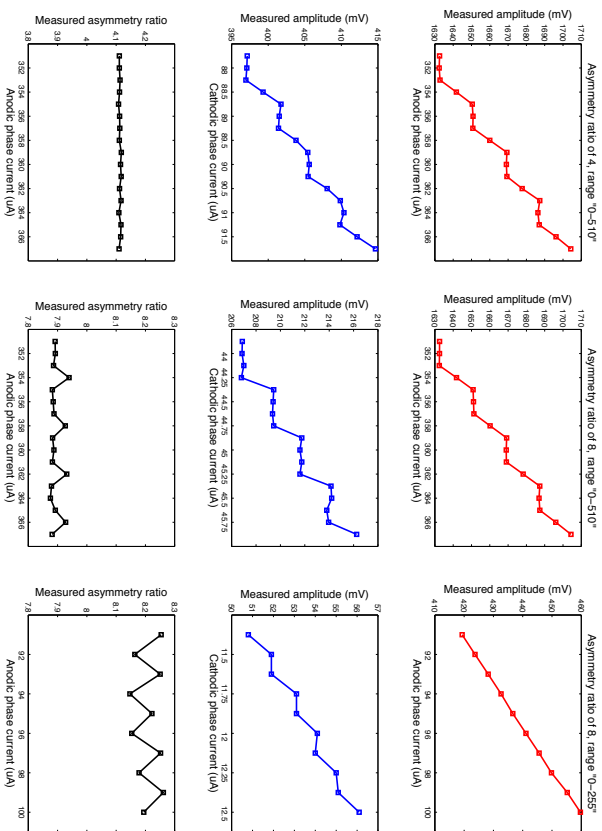 Asymmetry ratio of 4, range "0−510"
Measured amplitude (mV)
1710
1700
1690
1680
1670
1660
1650
1640
1630
352 354 356 358 360 362 364 366
Anodic phase current (uA)
Asymmetry ratio of 8, range "0−510"
Measured amplitude (mV)
1710
1700
1690
1680
1670
1660
1650
1640
1630
352 354 356 358 360 362 364 366
Anodic phase current (uA)
Asymmetry ratio of 8, range "0−255"
Measured amplitude (mV)
460
450
440
430
420
410
92 94 96 98 100
Anodic phase current (uA)
Measured amplitude (mV)
415
410
405
400
395
88 88.5 89 89.5 90 90.5 91 91.5
Cathodic phase current (uA)
Measured amplitude (mV)
218
216
214
212
210
208
206
44 44.25 44.5 44.75 45 45.25 45.5 45.75
Cathodic phase current (uA)
Measured amplitude (mV)
57
56
55
54
53
52
51
50
11.5 11.75 12 12.25 12.5
Cathodic phase current (uA)
Measured asymmetry ratio
4.2
4.1
4
3.9
3.8
352 354 356 358 360 362 364 366
Anodic phase current (uA)
Measured asymmetry ratio
8.3
8.2
8.1
8
7.9
7.8
352 354 356 358 360 362 364 366
Anodic phase current (uA)
Measured asymmetry ratio
8.3
8.2
8.1
8
7.9
7.8
92 94 96 98 100
Anodic phase current (uA)